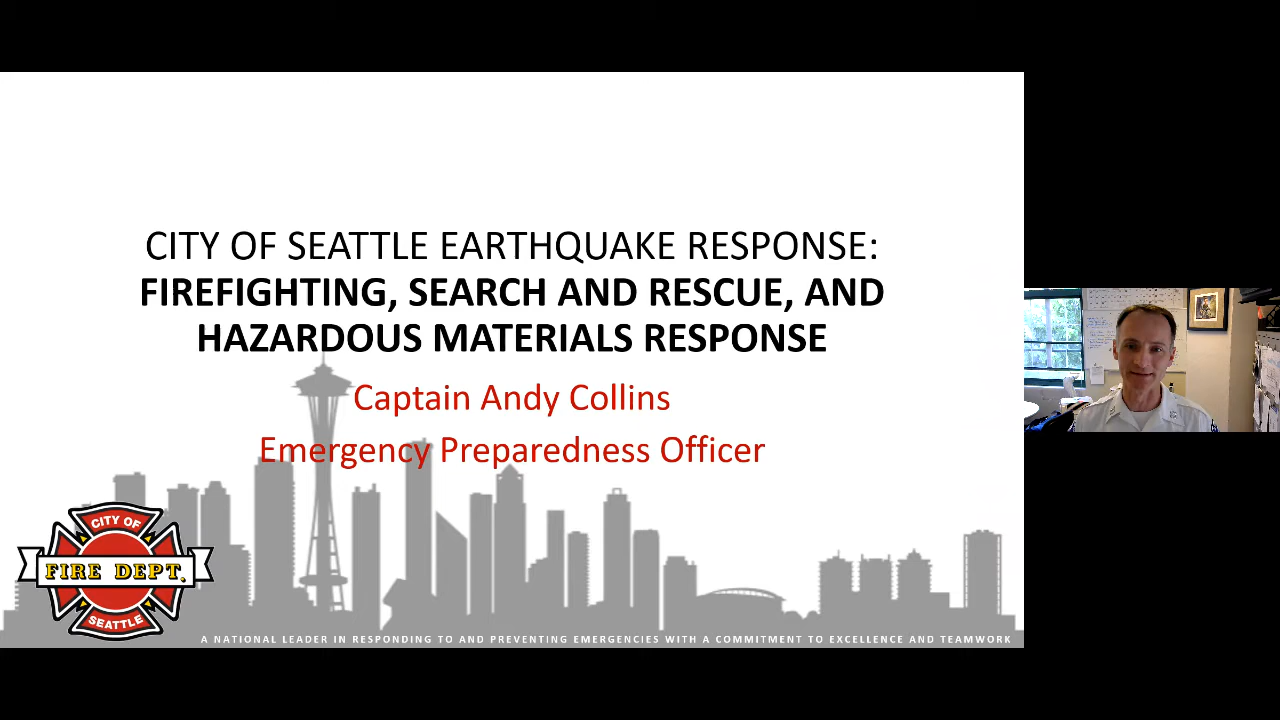 CITY OF SEATTLE EARTHQUAKE RESPONSE:
FIREFIGHTING, SEARCH AND RESCUE, AND
HAZARDOUS MATERIALS RESPONSE
Captain Andy Collins
Emergency Preparedness Officer
CITY OF
FIRE DEPT.
SEATTLE
A NATIONAL LEADER IN RESPONDING TO AND PREVENTING EMERGENCIES WITH A COMMITMENT TO EXCELLENCE AND TEAMWORK